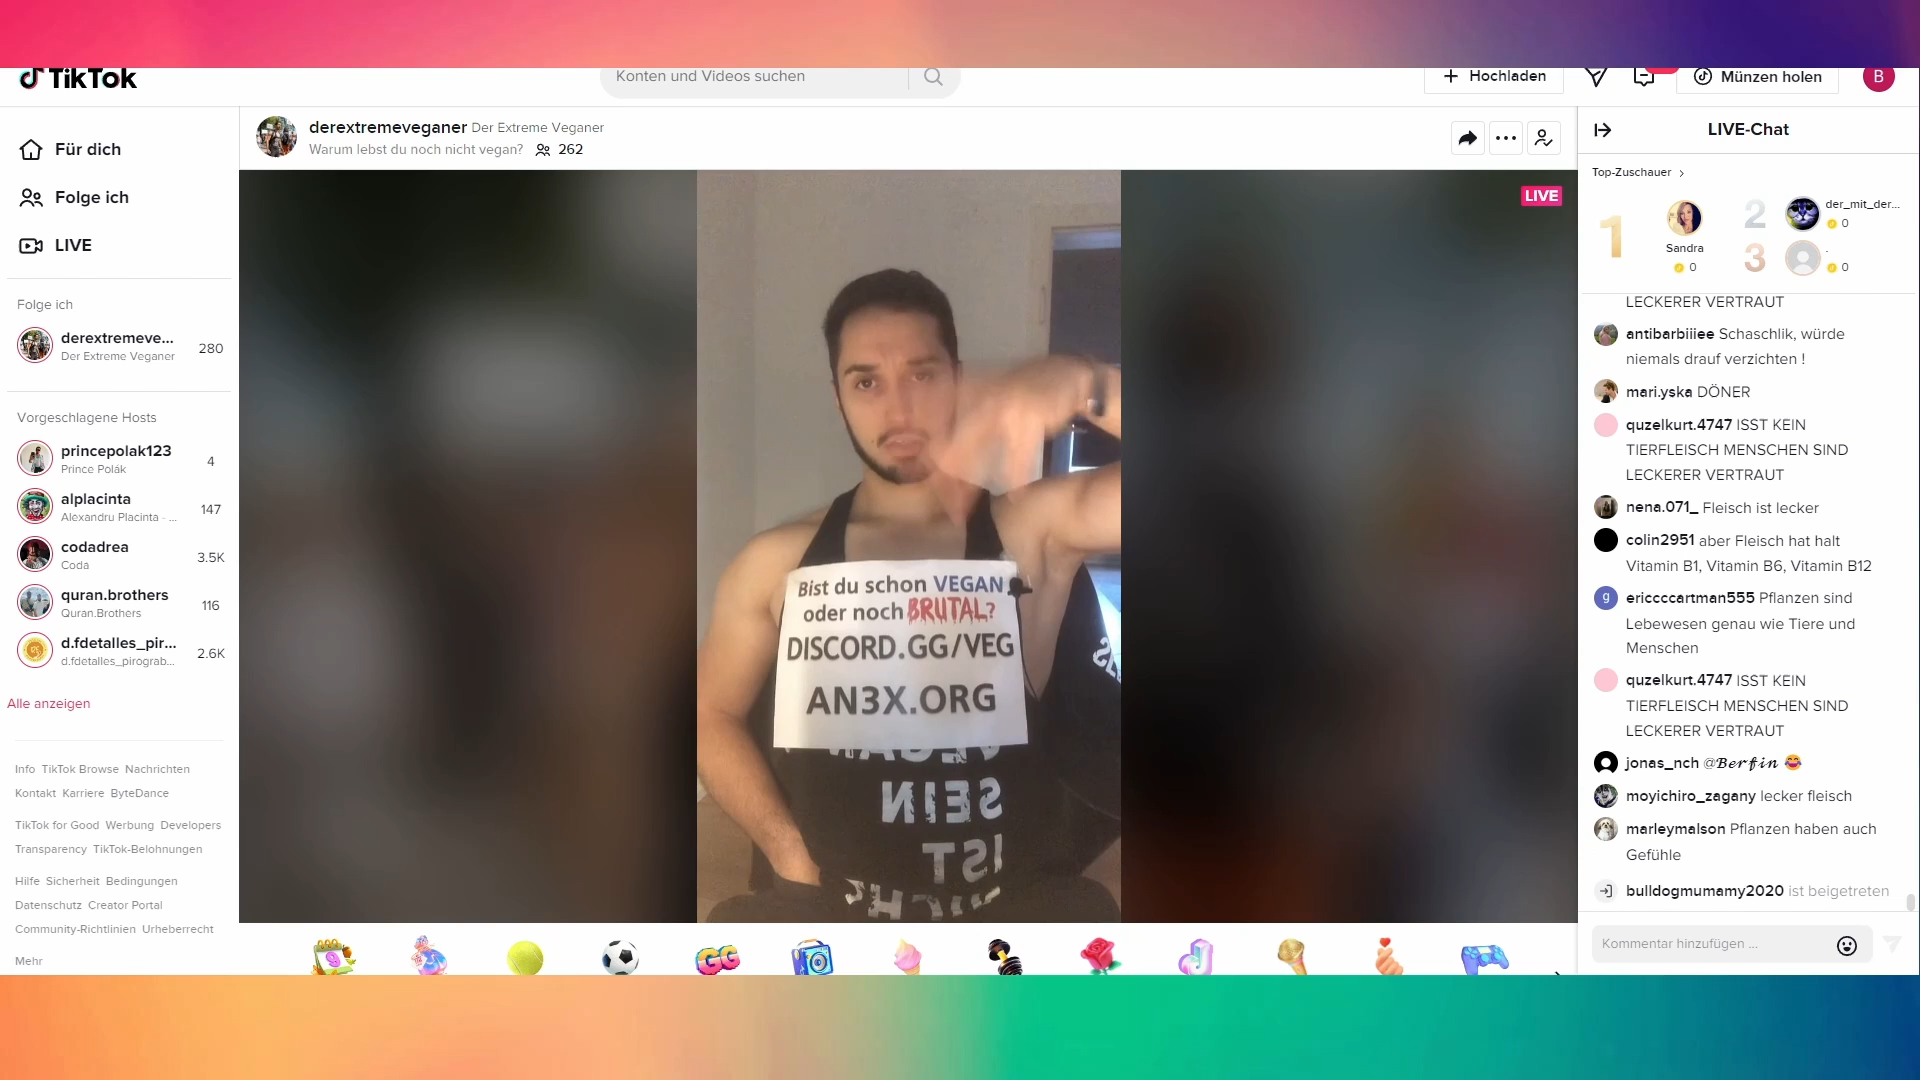 TikTok
Konten und Videos suchen
Hochladen
Münzen holen
B
Für dich
Folge ich
LIVE
Folge ich
derextremeve...
Der Extreme Veganer
280
Vorgeschlagene Hosts
princepolak123
Prince Polák
4
alplacinta
Alexandru Placinta - ...
147
codadrea
Coda
3.5K
quran.brothers
Quran.Brothers
116
d.fdetalles_pir...
d.fdetalles_pirograb...
2.6K
Alle anzeigen
Info TikTok Browse Nachrichten
Kontakt Karriere ByteDance
TikTok for Good Werbung Developers
Transparency TikTok-Belohnungen
Hilfe Sicherheit Bedingungen
Datenschutz Creator Portal
Community-Richtlinien Urheberrecht
Mehr
derextremeveganer Der Extreme Veganer
Warum lebst du noch nicht vegan? 262
LIVE
Bist du schon VEGAN
oder noch BRUTAL?
DISCORD.GG/VEG
AN3X.ORG
SEIN
IST
GG
LIVE-Chat
Top-Zuschauer
1
Sandra
0
2
der_mit_der...
0
3
.
0
LECKERER VERTRAUT
antibarbiiiee Schaschlik, würde
niemals drauf verzichten !
mari.yska DÖNER
quzelkurt.4747 ISST KEIN
TIERFLEISCH MENSCHEN SIND
LECKERER VERTRAUT
nena.071_ Fleisch ist lecker
colin2951 aber Fleisch hat halt
Vitamin B1, Vitamin B6, Vitamin B12
g
ericcccartman555 Pflanzen sind
Lebewesen genau wie Tiere und
Menschen
quzelkurt.4747 ISST KEIN
TIERFLEISCH MENSCHEN SIND
LECKERER VERTRAUT
jonas_nch @𝓑𝓮𝓻𝓯𝓲𝓷 😂
moyichiro_zagany lecker fleisch
marleymalson Pflanzen haben auch
Gefühle
bulldogmumamy2020 ist beigetreten
Kommentar hinzufügen ...